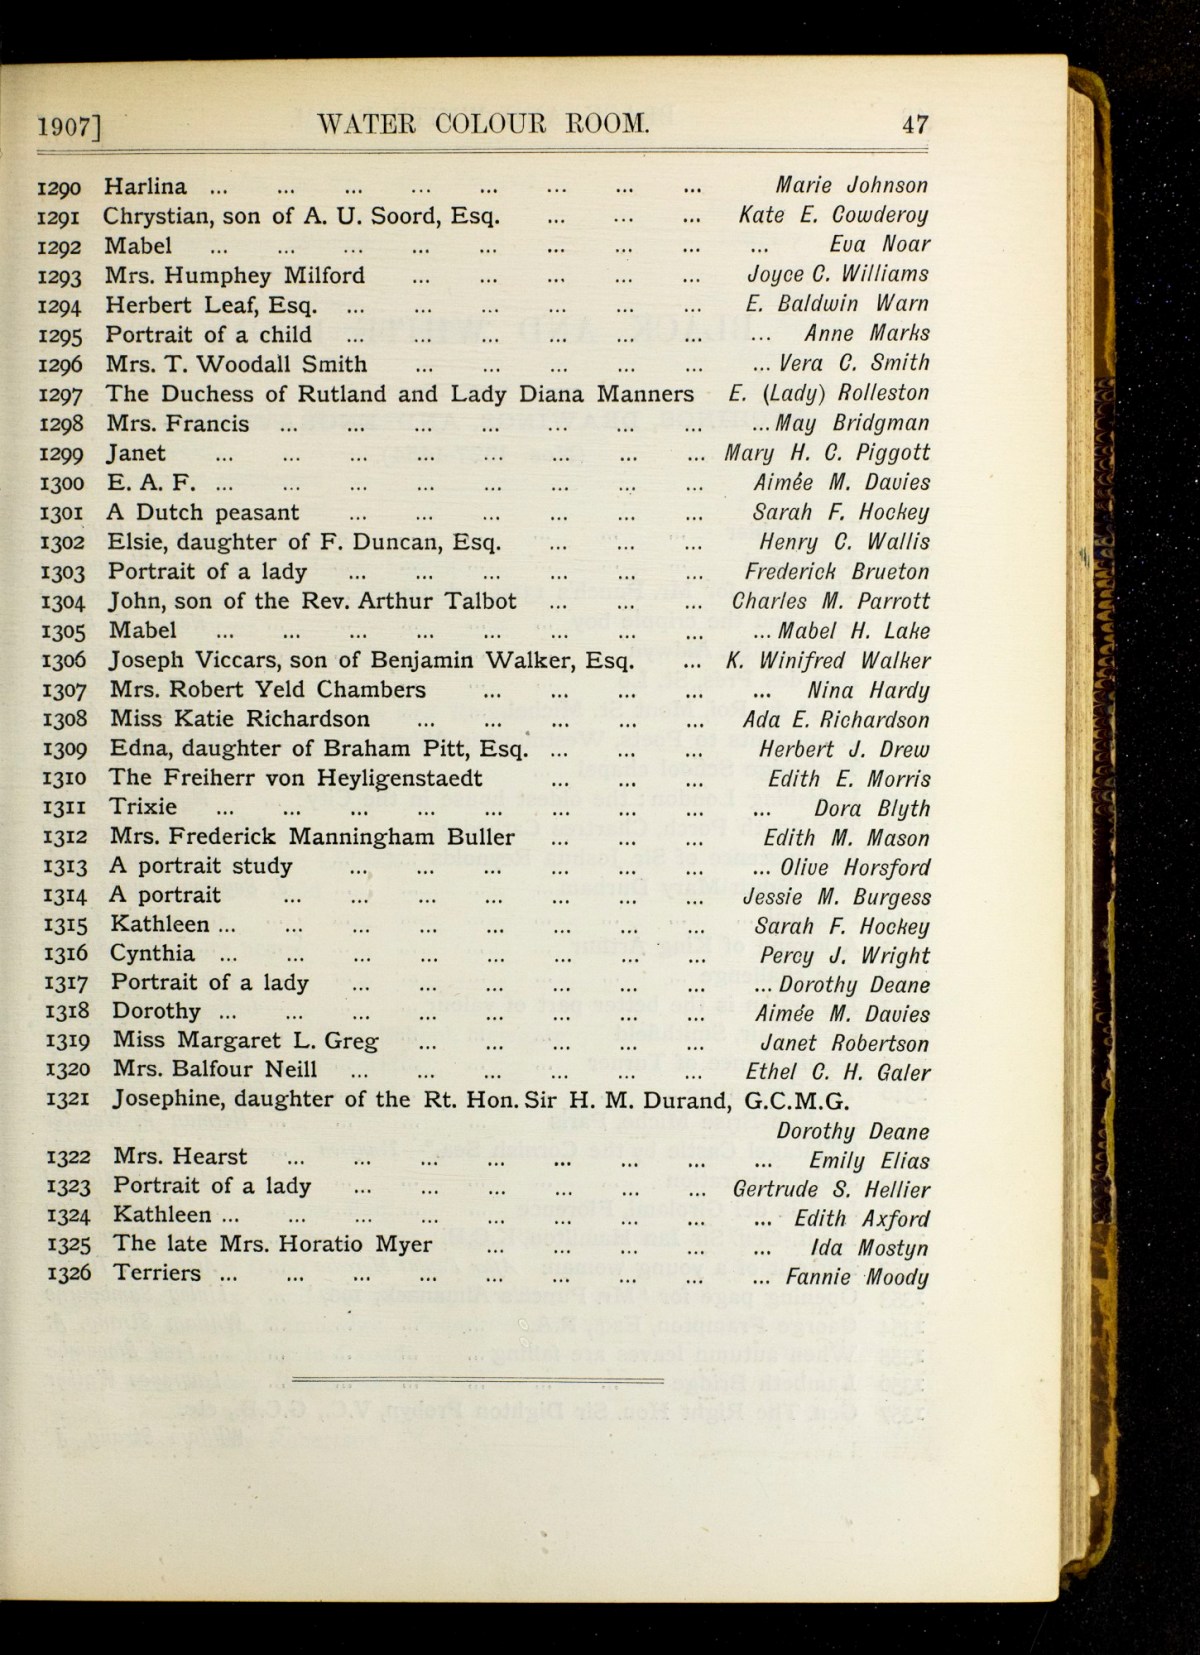 1907] WATER COLOUR ROOM. 47
1290 Harlina ... ... ... ... ... ... ... ... Marie Johnson
1291 Chrystian, son of A. U. Soord, Esq. ... ... ... Kate E. Cowderoy
1292 Mabel ... ... ... ... ... ... ... ... ... Eva Noar
1293 Mrs. Humphey Milford ... ... ... ... ... Joyce C. Williams
1294 Herbert Leaf, Esq. ... ... ... ... ... ... E. Baldwin Warn
1295 Portrait of a child ... ... ... ... ... ... ... Anne Marks
1296 Mrs. T. Woodall Smith ... ... ... ... ... ... Vera C. Smith
1297 The Duchess of Rutland and Lady Diana Manners E. (Lady) Rolleston
1298 Mrs. Francis ... ... ... ... ... ... ... ... May Bridgman
1299 Janet ... ... ... ... ... ... ... ... Mary H. C. Piggott
1300 E. A. F. ... ... ... ... ... ... ... ... Aimée M. Davies
1301 A Dutch peasant ... ... ... ... ... ... Sarah F. Hockey
1302 Elsie, daughter of F. Duncan, Esq. ... ... ... Henry C. Wallis
1303 Portrait of a lady ... ... ... ... ... ... Frederick Brueton
1304 John, son of the Rev. Arthur Talbot ... ... ... Charles M. Parrott
1305 Mabel ... ... ... ... ... ... ... ... ... Mabel H. Lake
1306 Joseph Viccars, son of Benjamin Walker, Esq. ... K. Winifred Walker
1307 Mrs. Robert Yeld Chambers ... ... ... ... ... Nina Hardy
1308 Miss Katie Richardson ... ... ... ... ... Ada E. Richardson
1309 Edna, daughter of Braham Pitt, Esq. ... ... ... Herbert J. Drew
1310 The Freiherr von Heyligenstaedt ... ... ... Edith E. Morris
1311 Trixie ... ... ... ... ... ... ... ... ... Dora Blyth
1312 Mrs. Frederick Manningham Buller ... ... ... Edith M. Mason
1313 A portrait study ... ... ... ... ... ... ... Olive Horsford
1314 A portrait ... ... ... ... ... ... ... Jessie M. Burgess
1315 Kathleen ... ... ... ... ... ... ... ... Sarah F. Hockey
1316 Cynthia ... ... ... ... ... ... ... ... Percy J. Wright
1317 Portrait of a lady ... ... ... ... ... ... ... Dorothy Deane
1318 Dorothy ... ... ... ... ... ... ... ... Aimée M. Davies
1319 Miss Margaret L. Greg ... ... ... ... ... Janet Robertson
1320 Mrs. Balfour Neill ... ... ... ... ... ... Ethel C. H. Galer
1321 Josephine, daughter of the Rt. Hon. Sir H. M. Durand, G.C.M.G.
Dorothy Deane
1322 Mrs. Hearst ... ... ... ... ... ... ... ... Emily Elias
1323 Portrait of a lady ... ... ... ... ... ... Gertrude S. Hellier
1324 Kathleen ... ... ... ... ... ... ... ... ... Edith Axford
1325 The late Mrs. Horatio Myer ... ... ... ... ... Ida Mostyn
1326 Terriers ... ... ... ... ... ... ... ... ... Fannie Moody